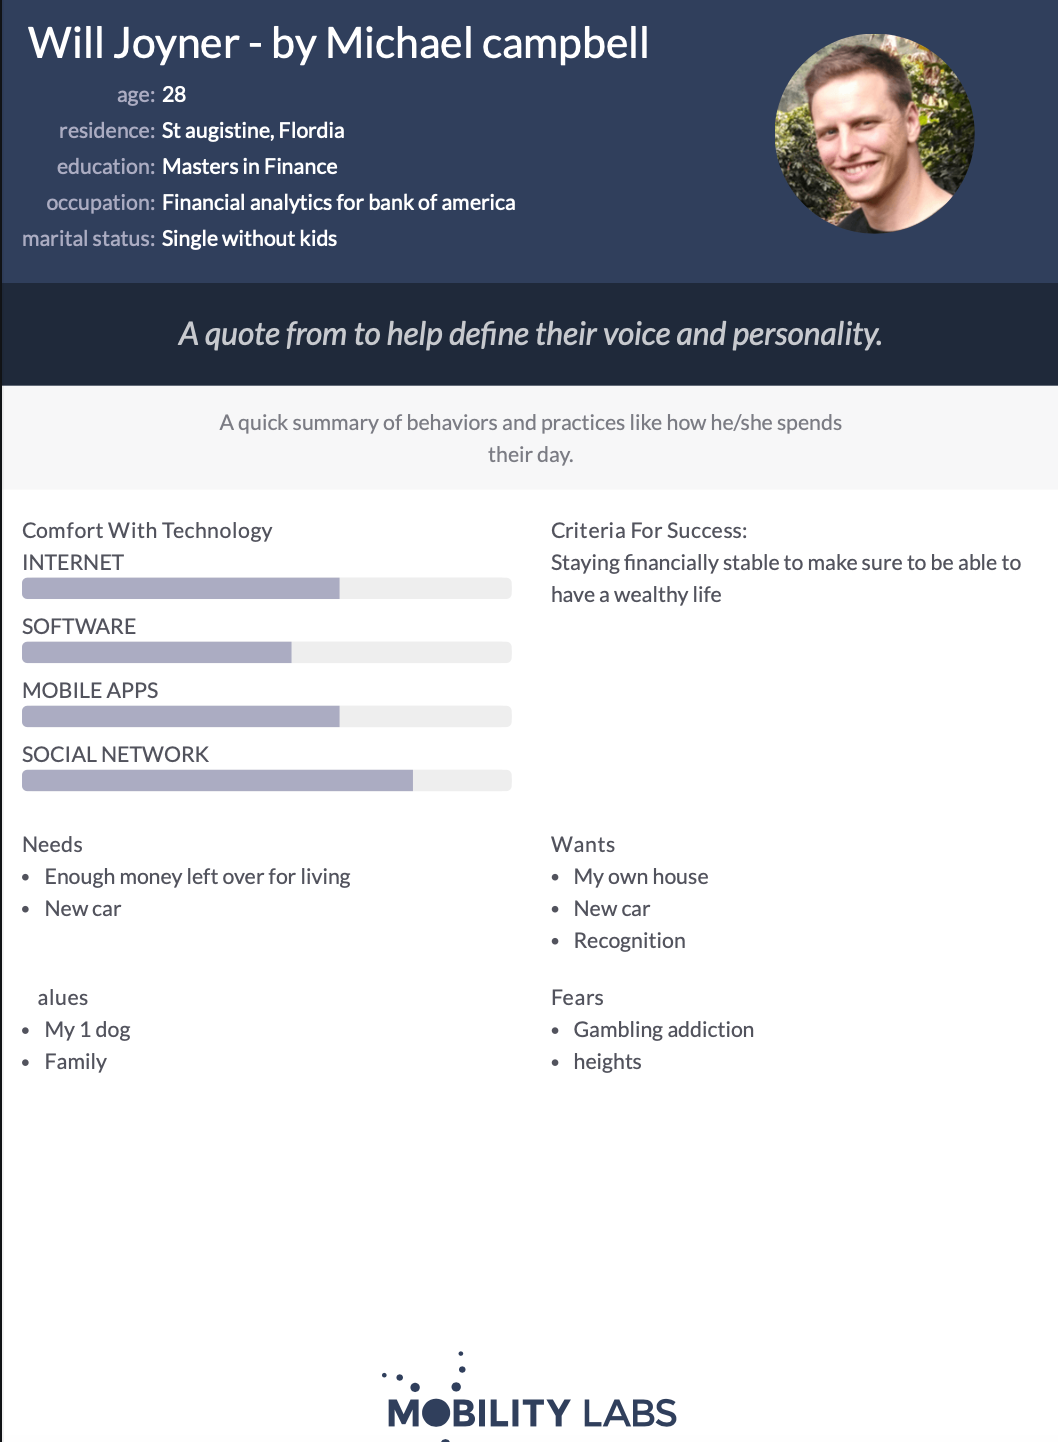 Will Joyner - by Michael campbell
age: 28
residence: St augistine, Flordia
education: Masters in Finance
occupation: Financial analytics for bank of america
marital status: Single without kids
A quote from to help define their voice and personality.
A quick summary of behaviors and practices like how he/she spends
their day.
Comfort With Technology
INTERNET
SOFTWARE
MOBILE APPS
SOCIAL NETWORK
Criteria For Success:
Staying financially stable to make sure to be able to
have a wealthy life
Needs
• Enough money left over for living
• New car
Wants
• My own house
• New car
• Recognition
alues
• My 1 dog
• Family
Fears
• Gambling addiction
• heights
MOBILITY LABS